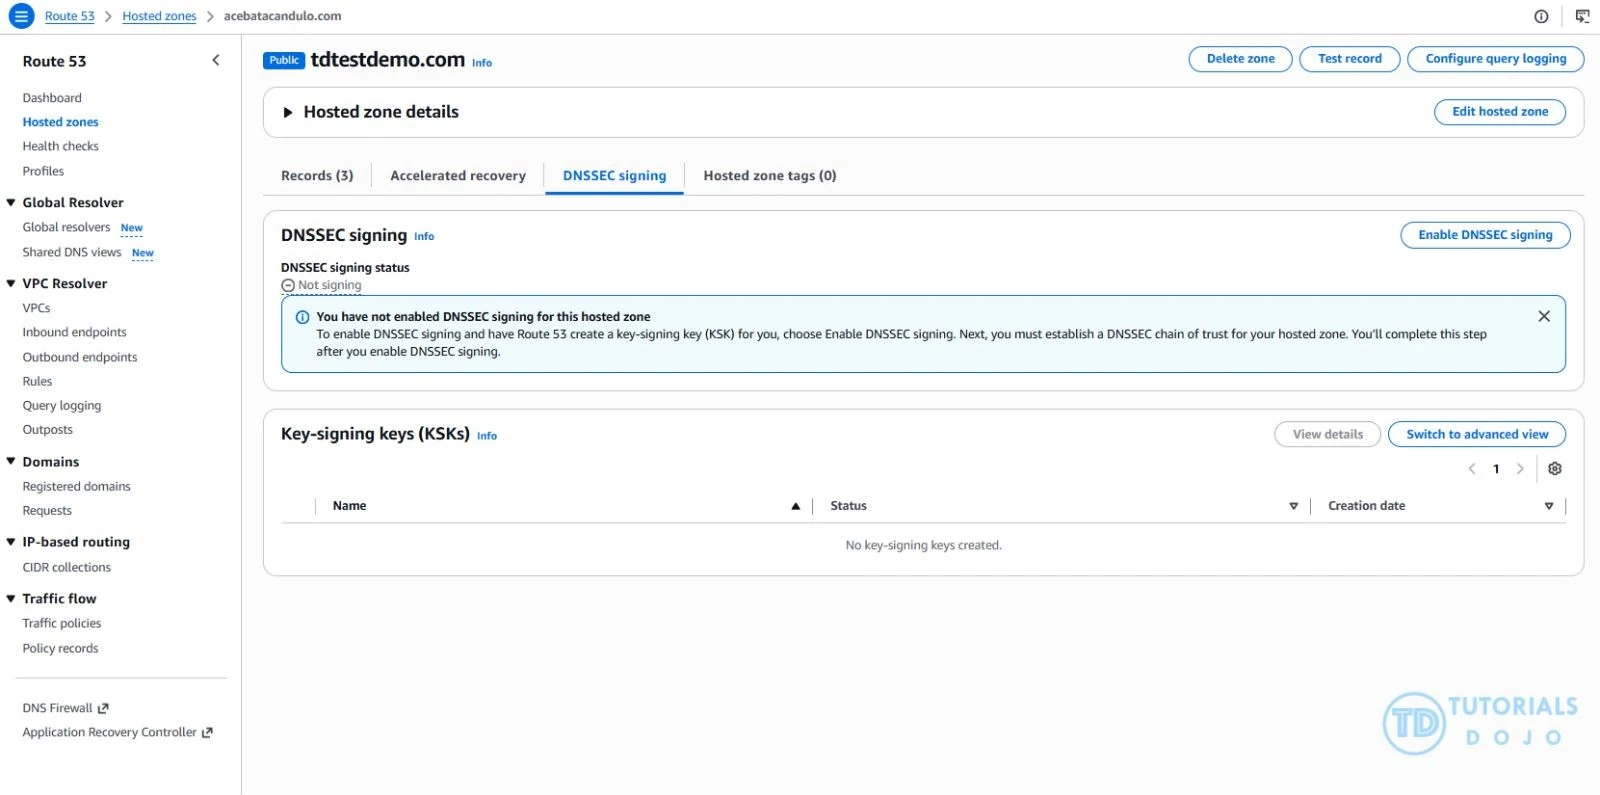 Route 53 > Hosted zones > acebatacandulo.com
Route 53
Dashboard
Hosted zones
Health checks
Profiles
Global Resolver
Global resolvers New
Shared DNS views New
VPC Resolver
VPCs
Inbound endpoints
Outbound endpoints
Rules
Query logging
Outposts
Domains
Registered domains
Requests
IP-based routing
CIDR collections
Traffic flow
Traffic policies
Policy records
DNS Firewall
Application Recovery Controller
Public tdtestdemo.com Info
Delete zone Test record Configure query logging
Hosted zone details Edit hosted zone
Records (3) Accelerated recovery DNSSEC signing Hosted zone tags (0)
DNSSEC signing Info Enable DNSSEC signing
DNSSEC signing status
Not signing
You have not enabled DNSSEC signing for this hosted zone
To enable DNSSEC signing and have Route 53 create a key-signing key (KSK) for you, choose Enable DNSSEC signing. Next, you must establish a DNSSEC chain of trust for your hosted zone. You'll complete this step
after you enable DNSSEC signing.
Key-signing keys (KSKs) Info View details Switch to advanced view
1
Name Status Creation date
No key-signing keys created.
TD TUTORIALS
DOJO